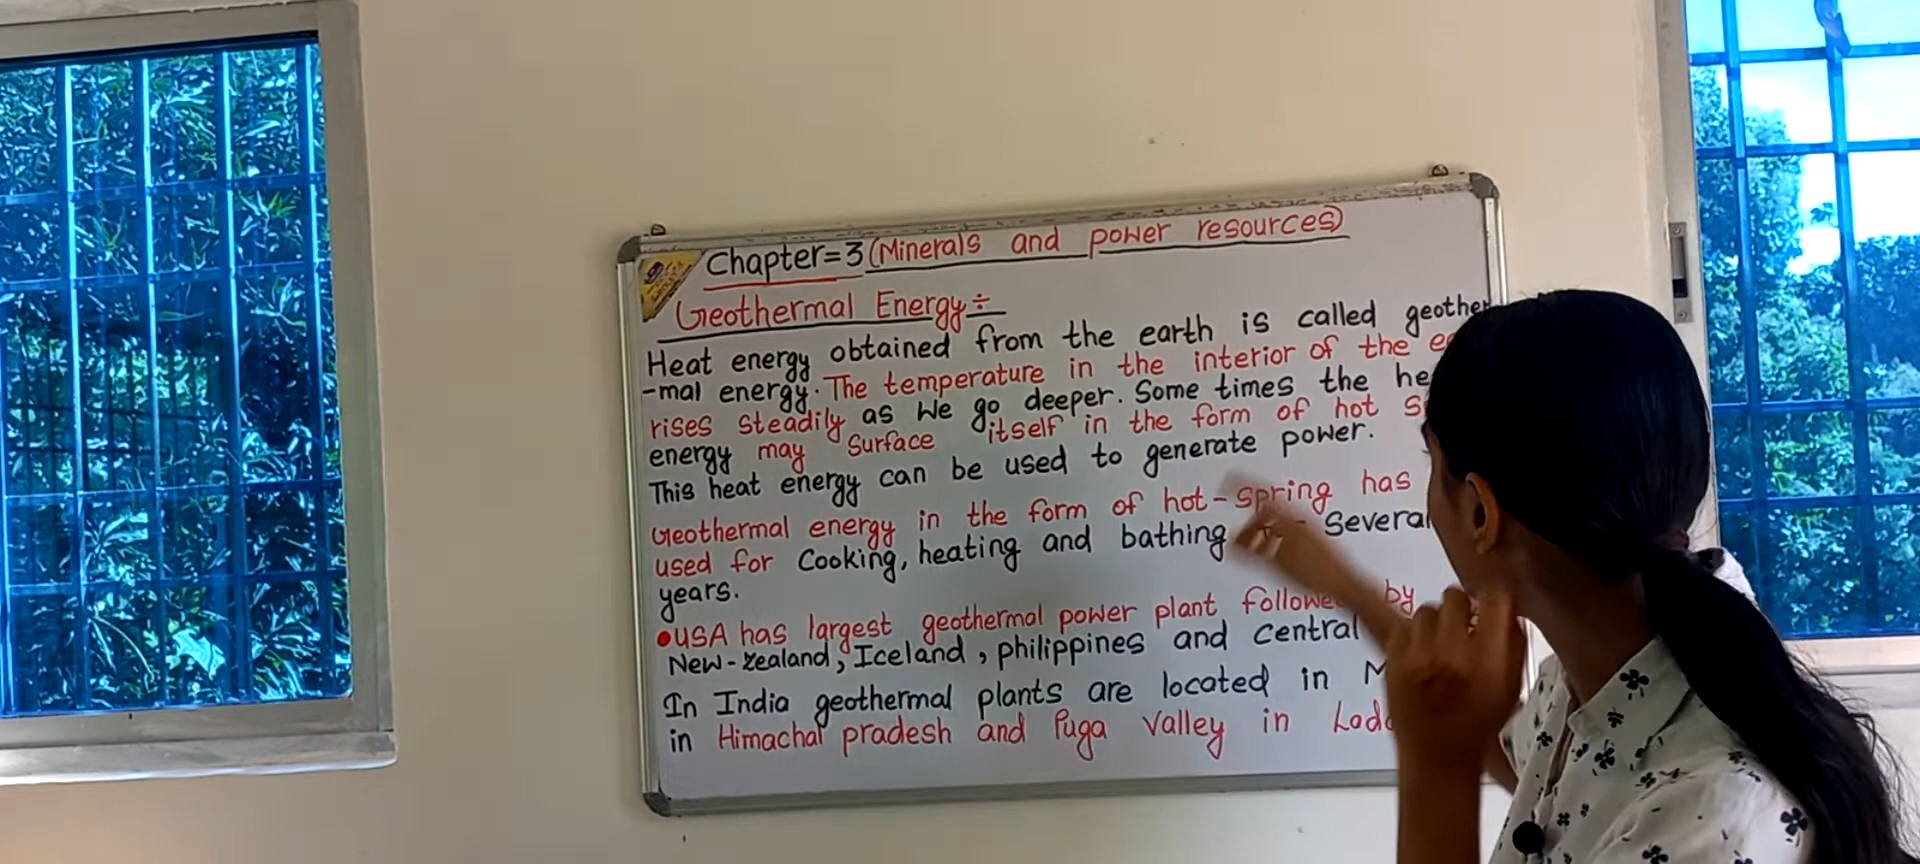 Chapter=3 (Minerals and power resources)
Geothermal Energy÷
Heat energy obtained from the earth is called geother
-mal energy. The temperature in the interior of the
rises steadily as we go deeper. Some times the
energy may surface itself in the form of hot
This heat energy can be used to generate power.
Geothermal energy in the form of hot-spring has
used for Cooking, heating and bathing several
years.
•USA has largest geothermal power plant followed by
New-zealand, Iceland, philippines and central
In India geothermal plants are located in
in Himachal pradesh and Puga valley in